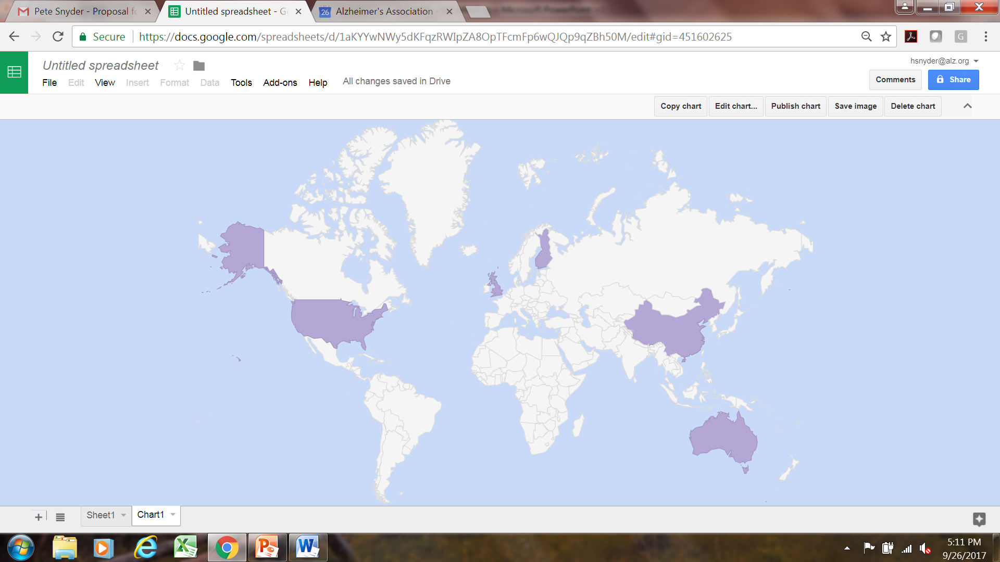 Pete Snyder - Proposal fo
Untitled spreadsheet - Go
26
Alzheimer's Association -
Secure
https://docs.google.com/spreadsheets/d/1aKYYwNWy5dKFqzRWIpZA8OpTFcmFp6wQJQp9qZBh50M/edit#gid=451602625
G
Untitled spreadsheet
hsnyder@alz.org
File Edit View Insert Format Data Tools Add-ons Help All changes saved in Drive
Comments
Share
Copy chart
Edit chart...
Publish chart
Save image
Delete chart
Sheet1
Chart1
5:11 PM
9/26/2017